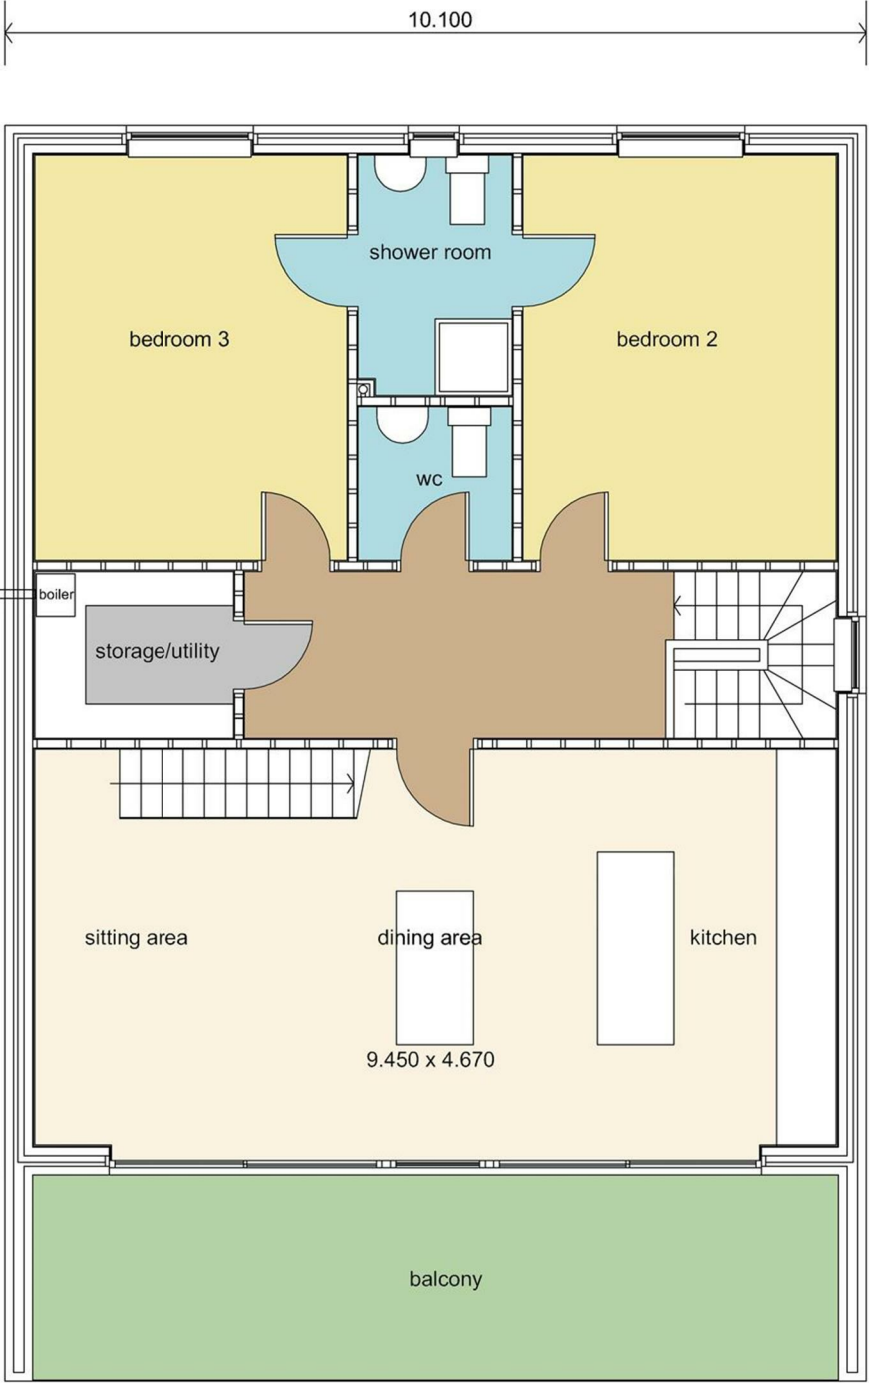 10.100
shower room
bedroom 3
bedroom 2
wc
boiler
storage/utility
sitting area
dining area
kitchen
9.450 x 4.670
balcony